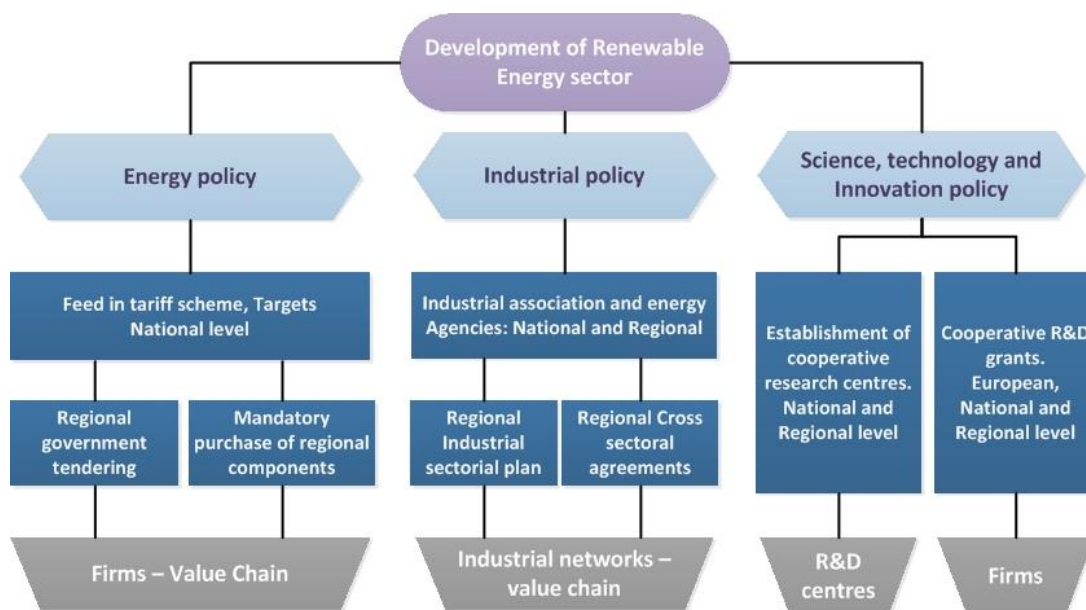 Development of Renewable
Energy sector
Energy policy
Industrial policy
Science, technology and
Innovation policy
Feed in tariff scheme, Targets
National level
Industrial association and energy
Agencies: National and Regional
Establishment of
cooperative
research centres.
National and
Regional level
Cooperative R&D
grants.
European,
National and
Regional level
Regional
government
tendering
Mandatory
purchase of regional
components
Regional
Industrial
sectorial plan
Regional Cross
sectoral
agreements
Firms – Value Chain
Industrial networks –
value chain
R&D
centres
Firms